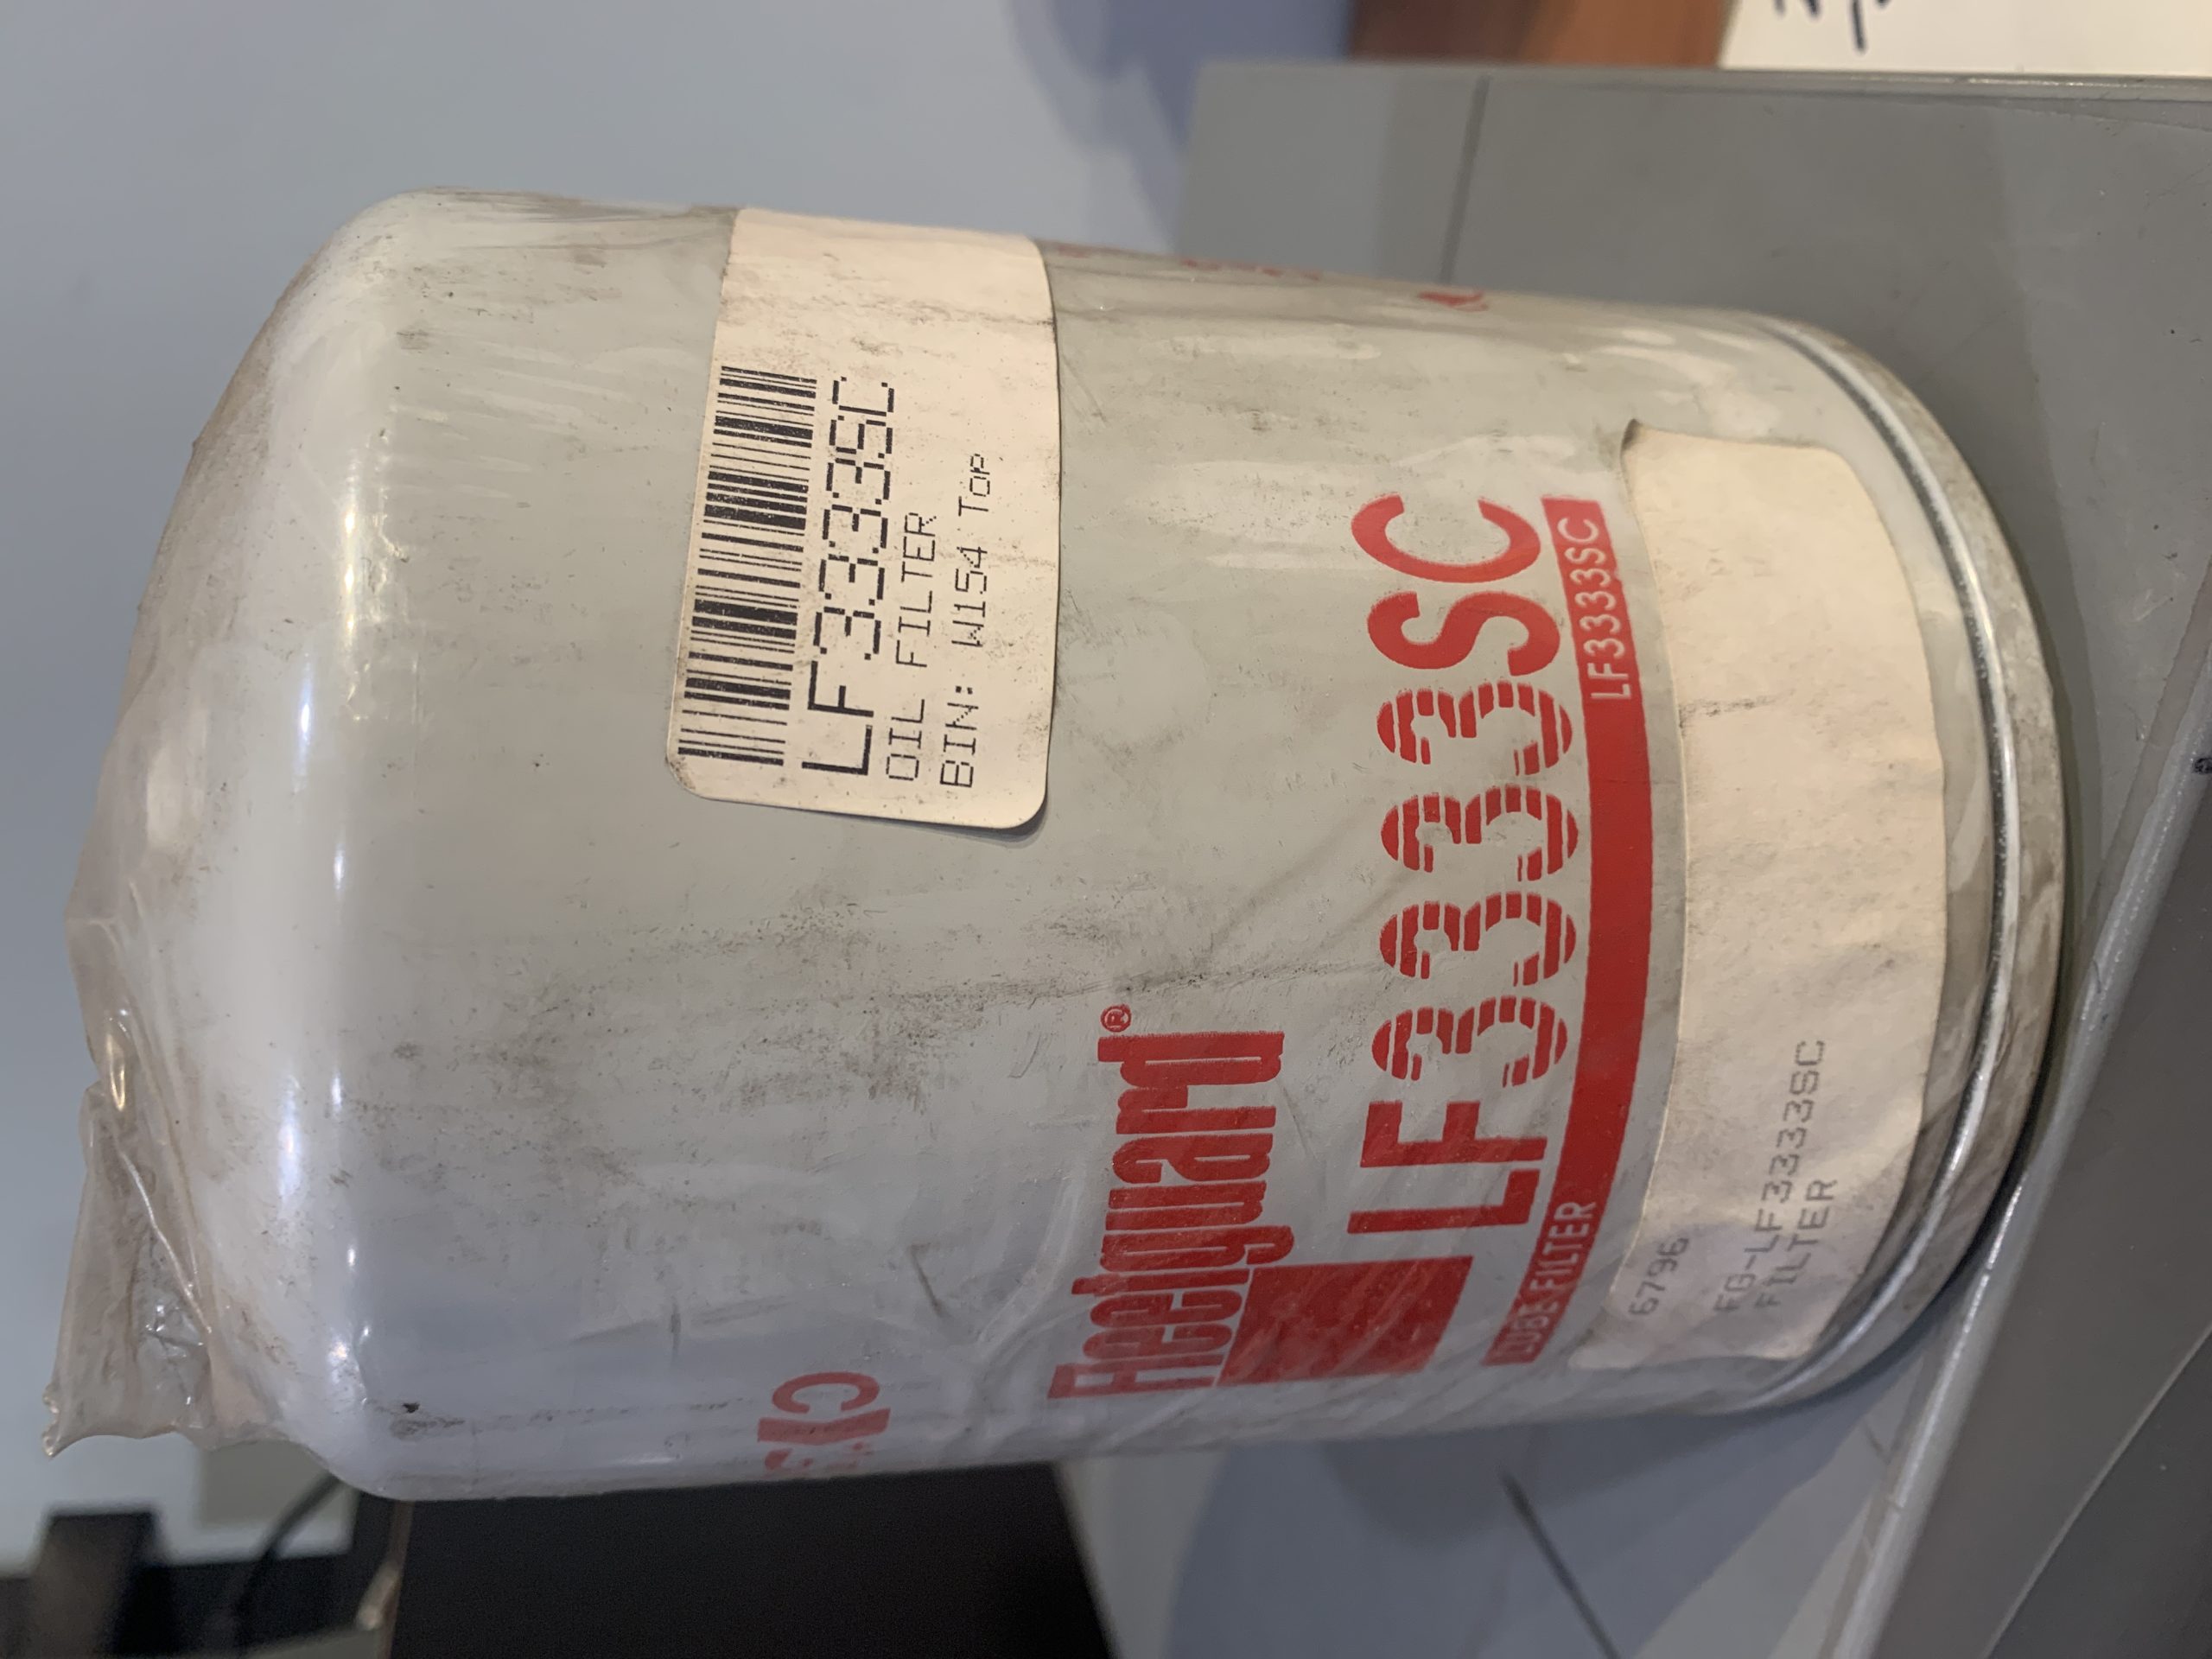 LF3333SC
OIL FILTER
BIN: W154 TOP
Fleetguard®
LF3333SC
LUBE FILTER LF3333SC
6796
FG-LF3333SC
FILTER